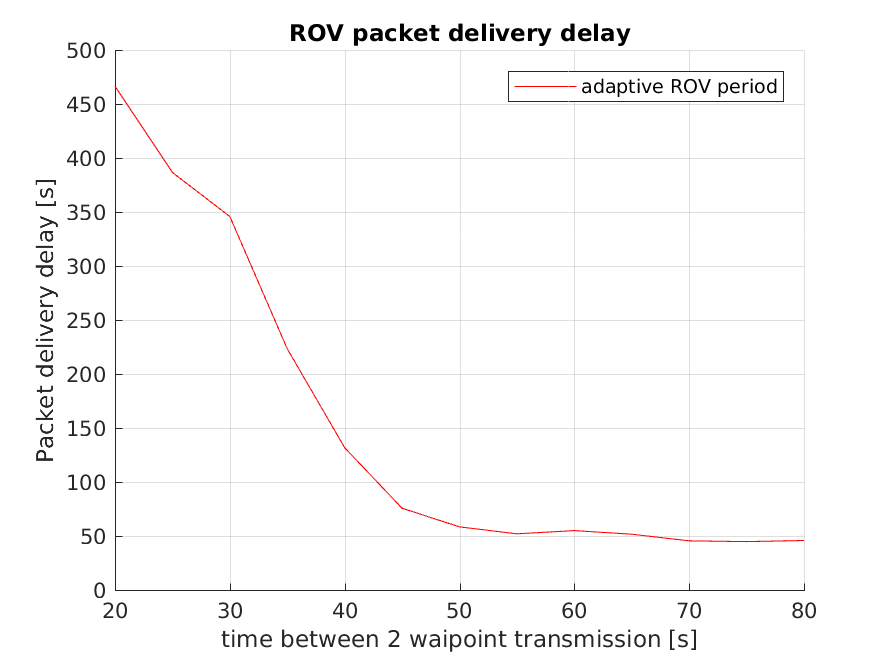 ROV packet delivery delay
adaptive ROV period
Packet delivery delay [s]
500
450
400
350
300
250
200
150
100
50
0
20 30 40 50 60 70 80
time between 2 waipoint transmission [s]